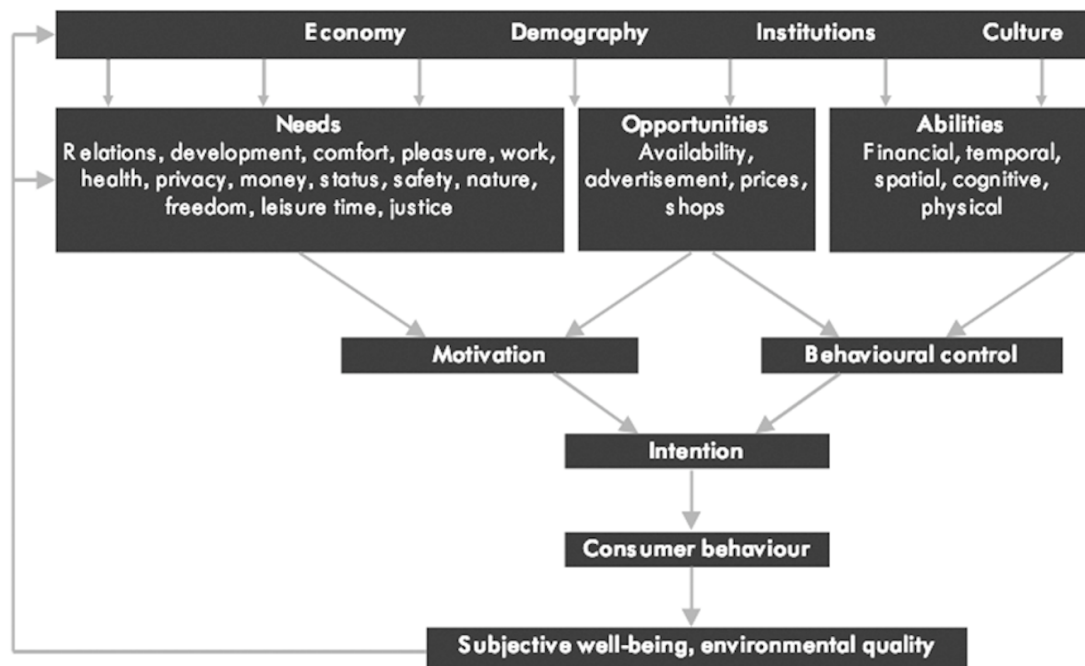 Economy Demography Institutions Culture
Needs
Relations, development, comfort, pleasure, work,
health, privacy, money, status, safety, nature,
freedom, leisure time, justice
Opportunities
Availability,
advertisement, prices,
shops
Abilities
Financial, temporal,
spatial, cognitive,
physical
Motivation
Behavioural control
Intention
Consumer behaviour
Subjective well-being, environmental quality